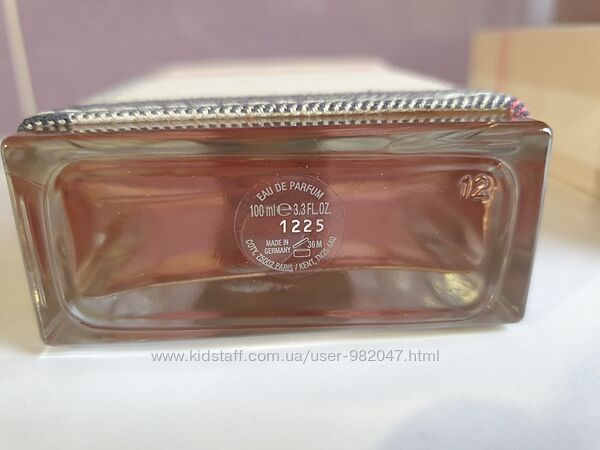 EAU DE PARFUM
100 ml ℮ 3.3 FL.OZ.
1225
MADE IN
GERMANY
36 M
COTY, 75002 PARIS / KENT, TN25 4AQ
12
www.kidstaff.com.ua/user-982047.html